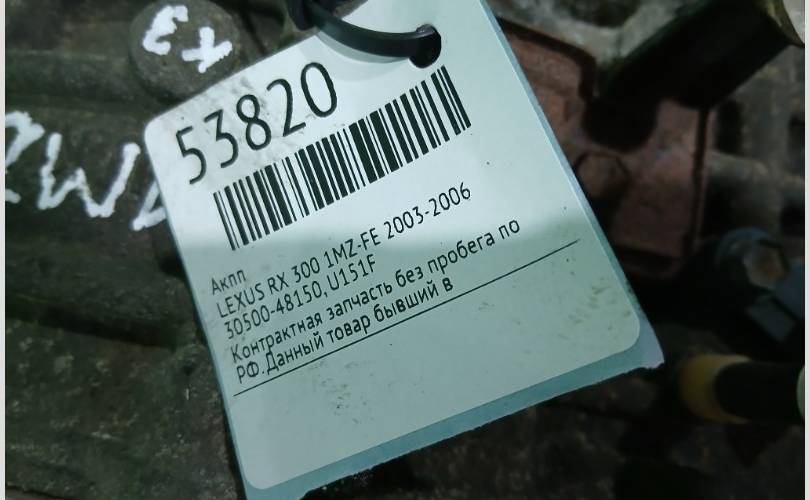 K3
53820
Акпп
LEXUS RX 300 1MZ-FE 2003-2006
30500-48150, U151F
Контрактная запчасть без пробега по
РФ.Данный товар бывший в